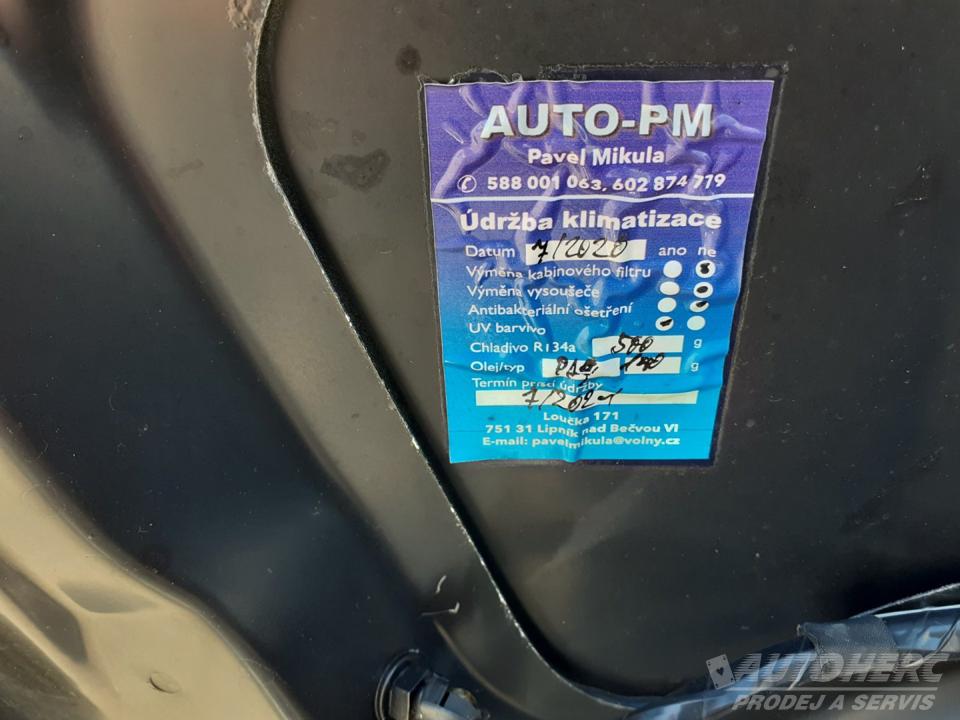 AUTO-PM
Pavel Mikula
✆ 588 001 063, 602 874 779
Údržba klimatizace
Datum 7/2020 ano ne
Výměna kabinového filtru
Výměna vysoušeče
Antibakteriální ošetření
UV barvivo
Chladivo R134a 500 g
Olej/typ g
Termín příští údržby
7/2021
Loučka 171
751 31 Lipník nad Bečvou VI
E-mail: pavelmikula@volny.cz
AUTOHERC
PRODEJ A SERVIS